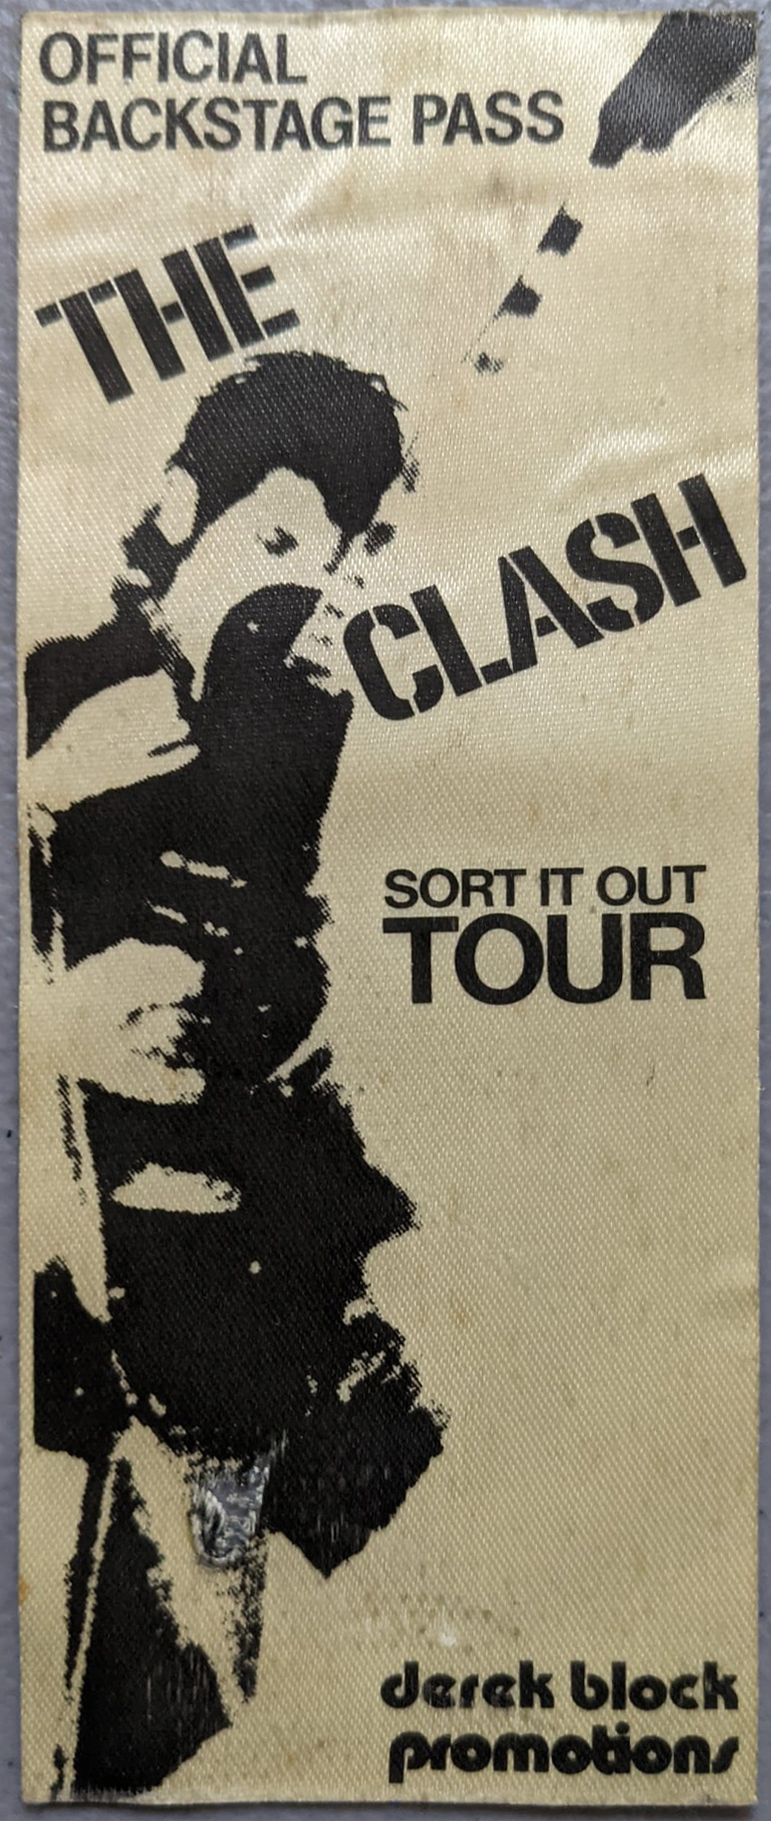 OFFICIAL
BACKSTAGE PASS
THE
CLASH
SORT IT OUT
TOUR
derek block
promotions